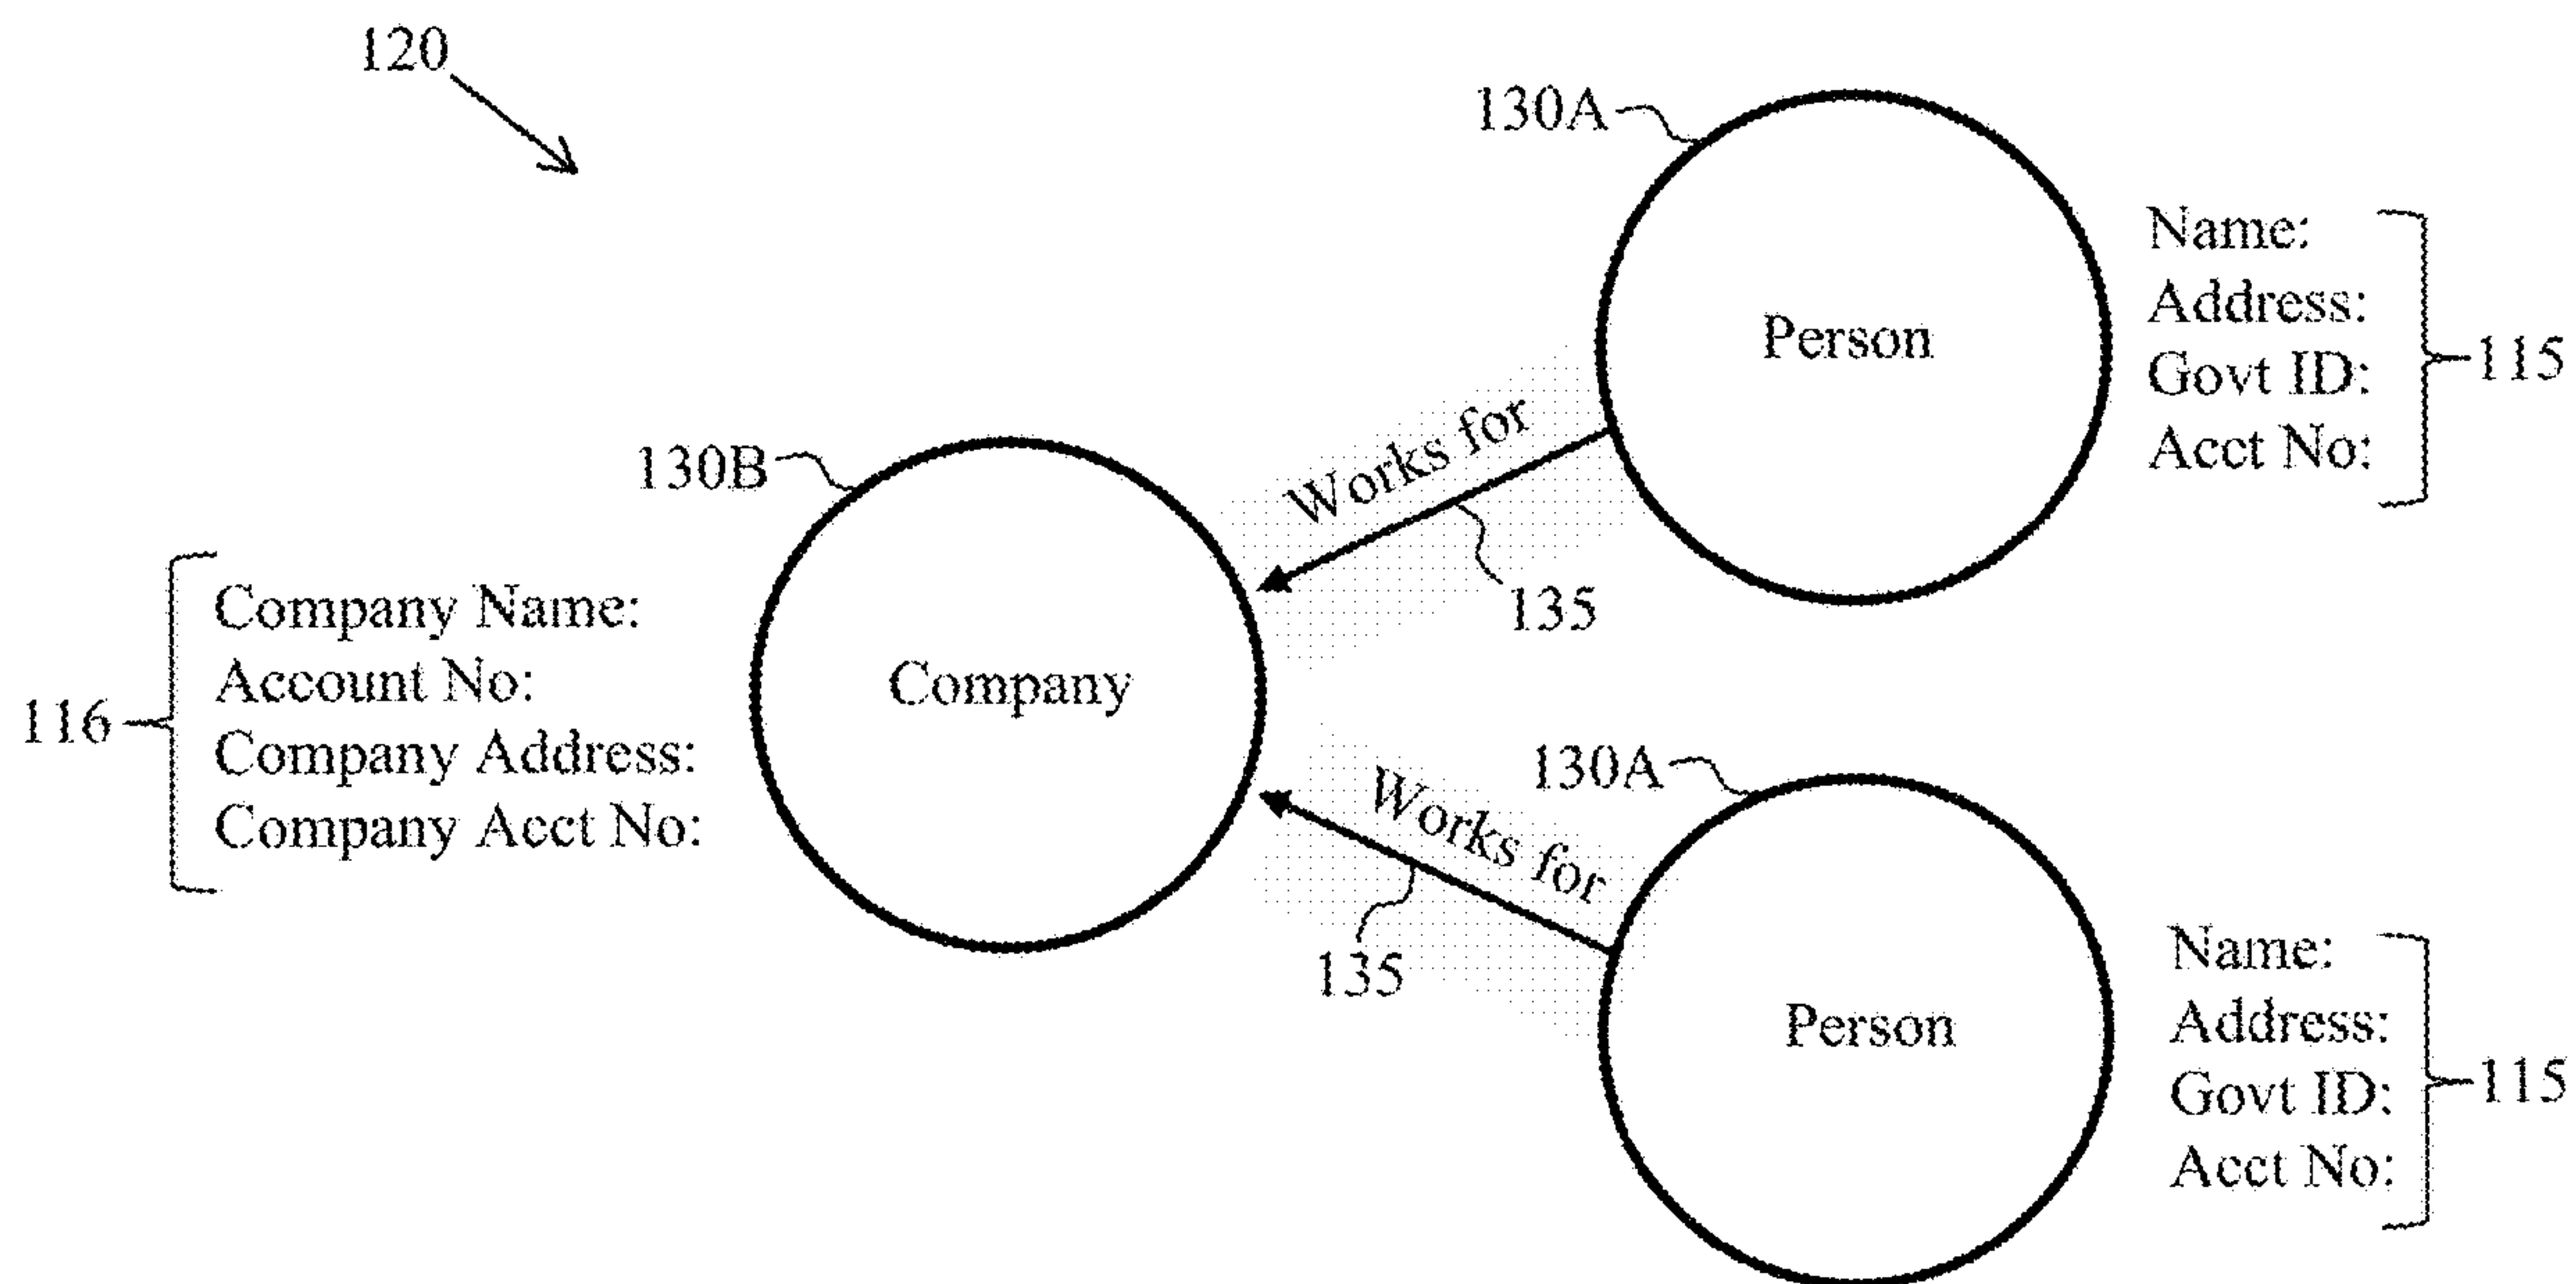 120
130A
Person
Name:
Address:
Govt ID:
Acct No:
115
Works for
135
130B
Company
116
Company Name:
Account No:
Company Address:
Company Acct No:
Works for
135
130A
Person
Name:
Address:
Govt ID:
Acct No:
115